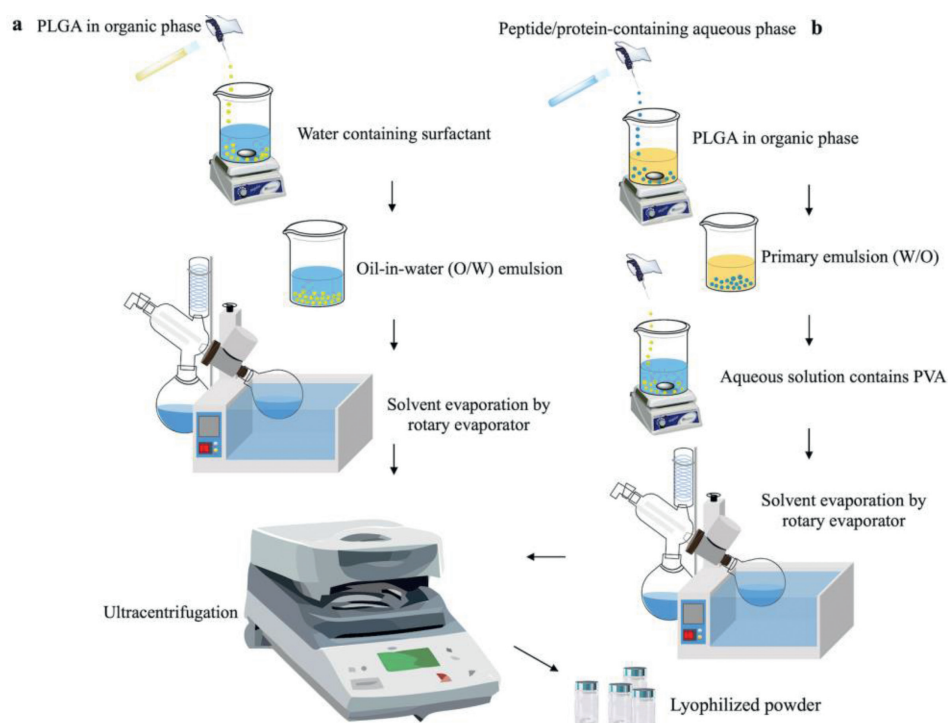 a PLGA in organic phase
Water containing surfactant
Oil-in-water (O/W) emulsion
Solvent evaporation by
rotary evaporator
Peptide/protein-containing aqueous phase b
PLGA in organic phase
Primary emulsion (W/O)
Aqueous solution contains PVA
Solvent evaporation by
rotary evaporator
Ultracentrifugation
Lyophilized powder